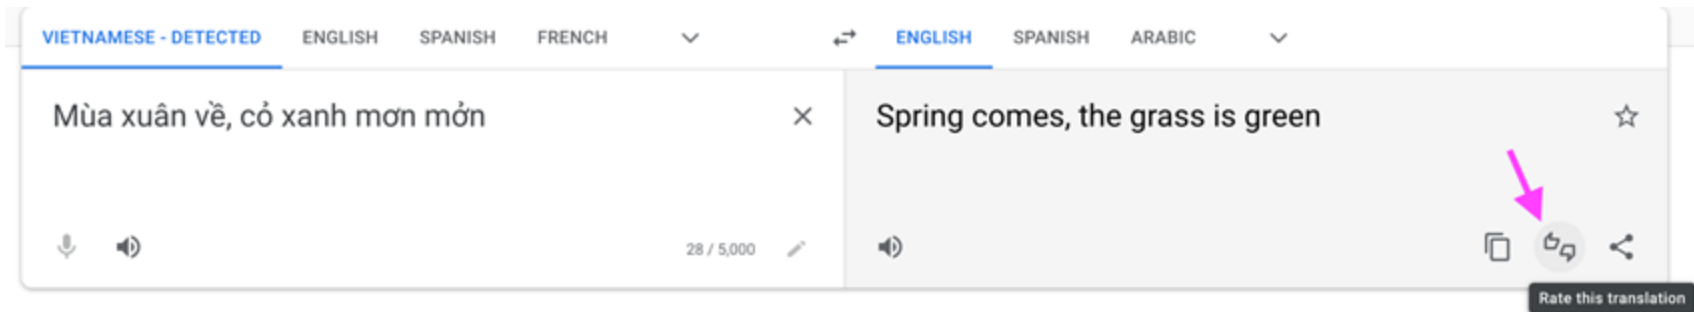 VIETNAMESE - DETECTED ENGLISH SPANISH FRENCH ENGLISH SPANISH ARABIC
Mùa xuân về, cỏ xanh mơn mởn
Spring comes, the grass is green
28 / 5,000
Rate this translation